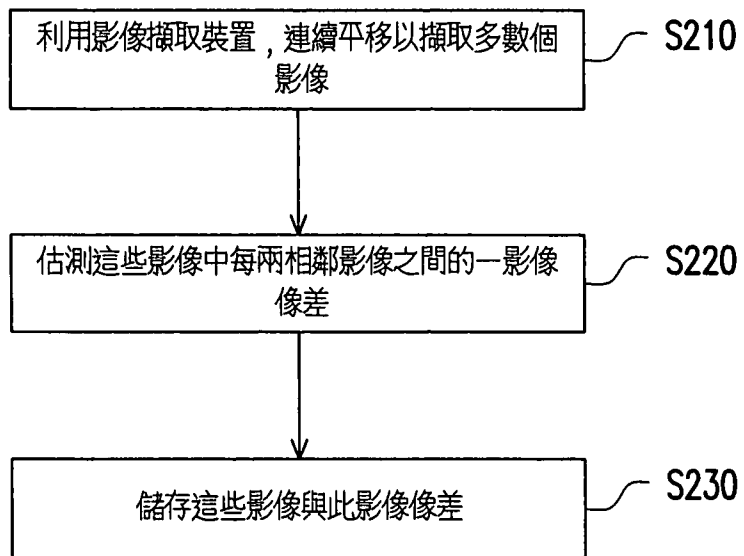 利用影像擷取裝置,連續平移以擷取多數個
影像
S210
估測這些影像中每兩相鄰影像之間的一影像
像差
S220
儲存這些影像與此影像像差
S230